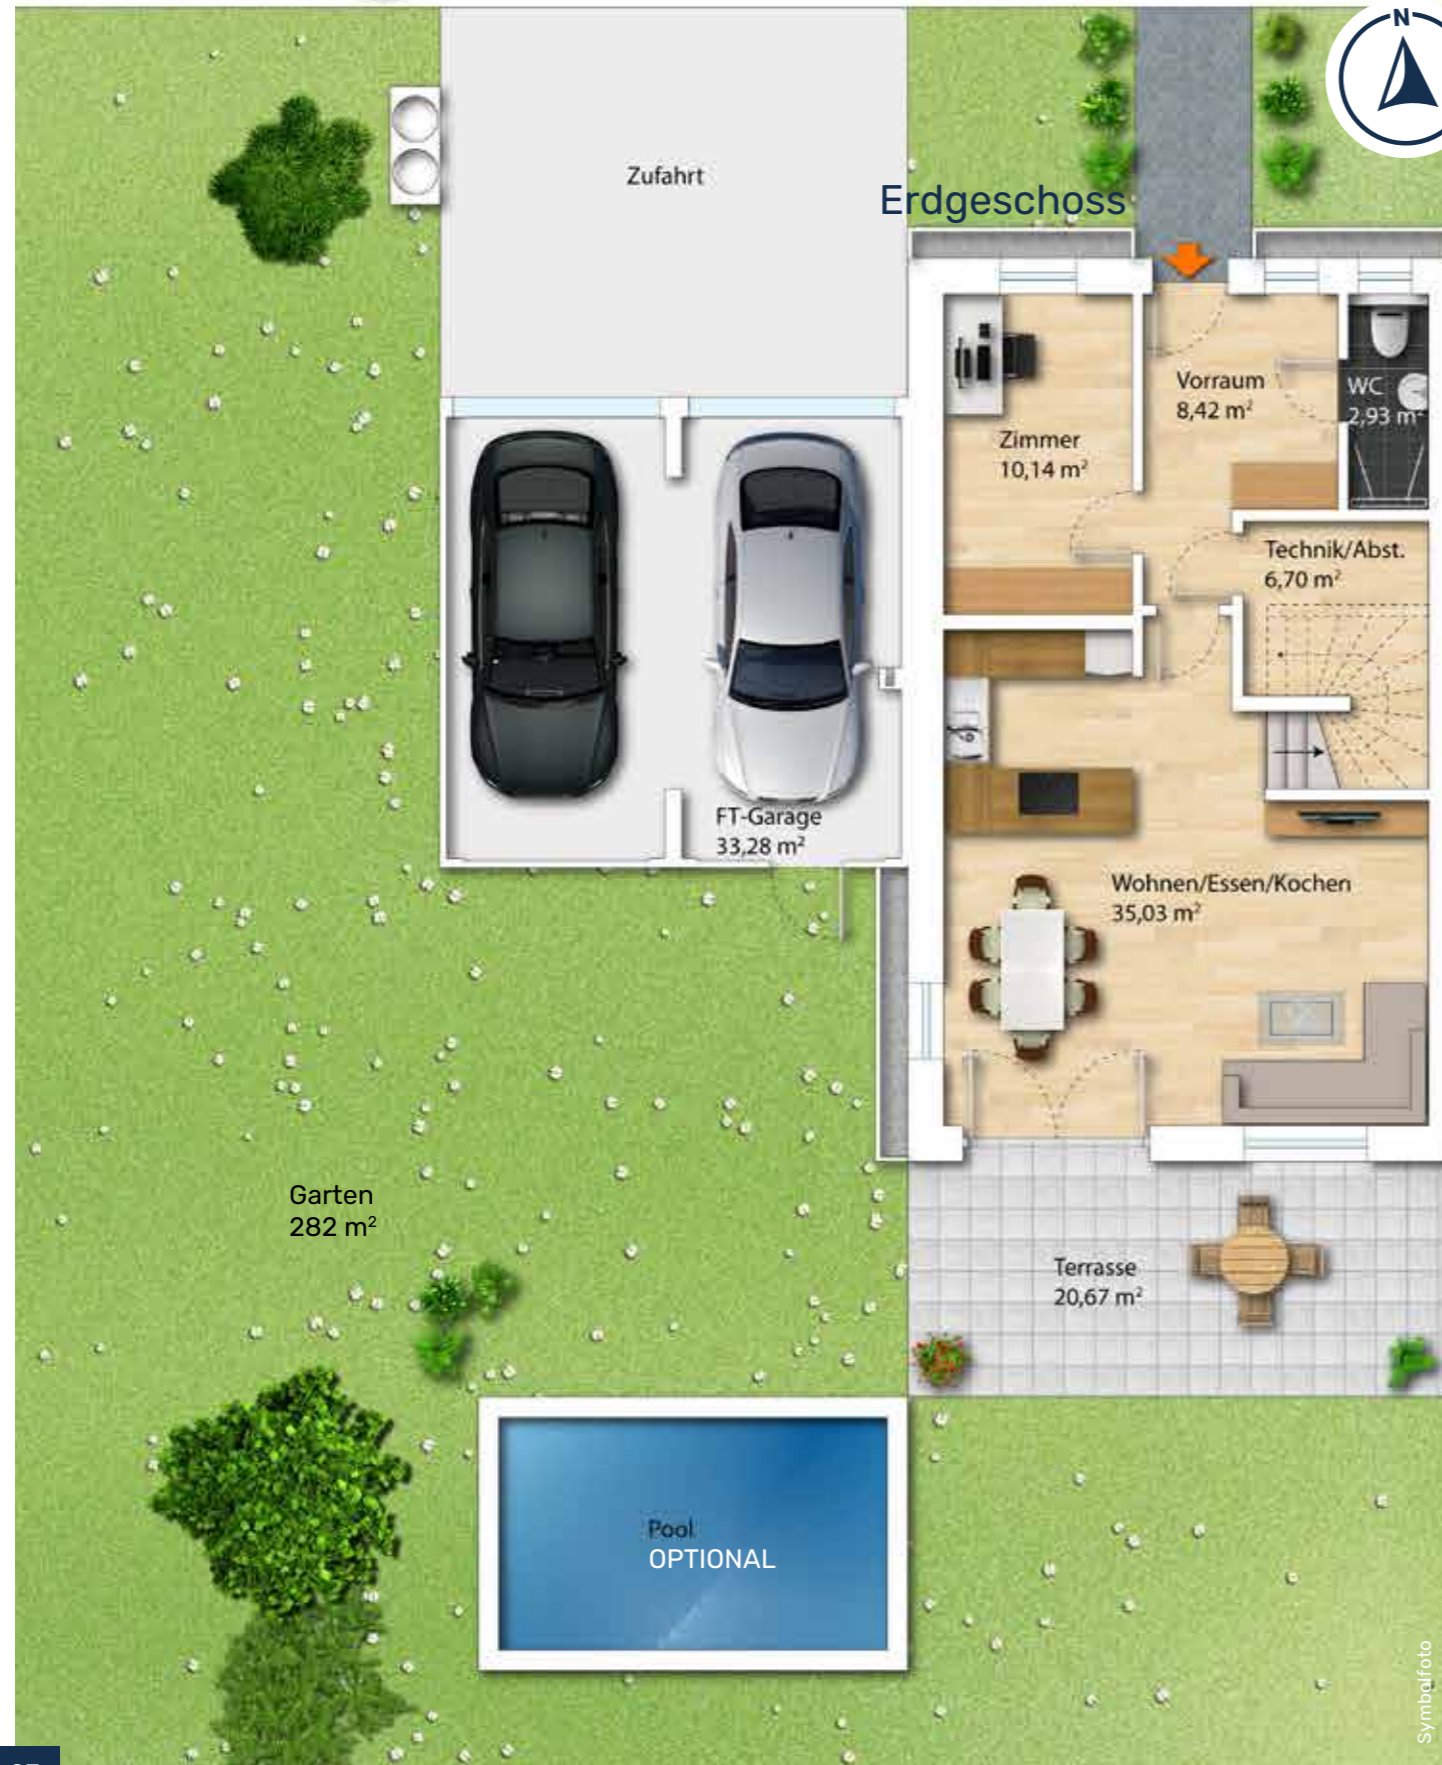 N
Zufahrt
Erdgeschoss
Vorraum
8,42 m²
WC
2,93 m²
Zimmer
10,14 m²
Technik/Abst.
6,70 m²
FT-Garage
33,28 m²
Wohnen/Essen/Kochen
35,03 m²
Garten
282 m²
Terrasse
20,67 m²
Pool
OPTIONAL
Symbolfoto